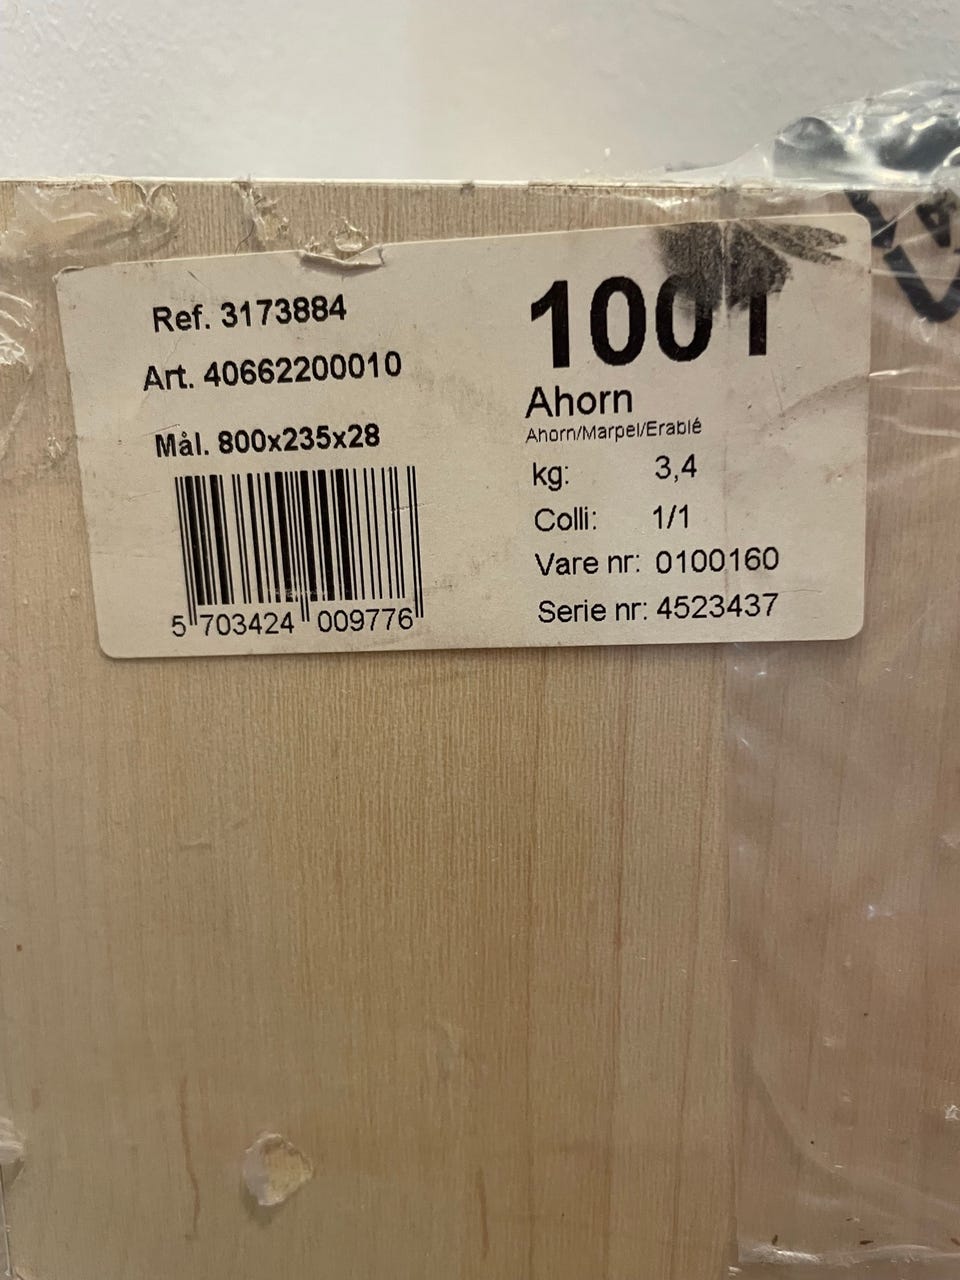 Ref. 3173884
Art. 40662200010
Mål. 800x235x28
5 703424 009776
1001
Ahorn
Ahorn/Marpel/Erablé
kg: 3,4
Colli: 1/1
Vare nr: 0100160
Serie nr: 4523437